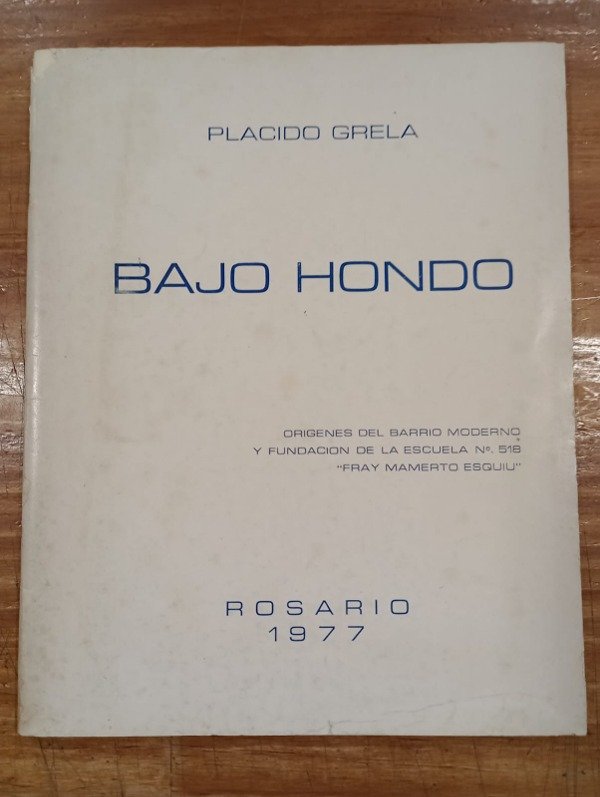 PLACIDO GRELA
BAJO HONDO
ORIGENES DEL BARRIO MODERNO
Y FUNDACION DE LA ESCUELA Nº. 518
"FRAY MAMERTO ESQUIU"
ROSARIO
1977